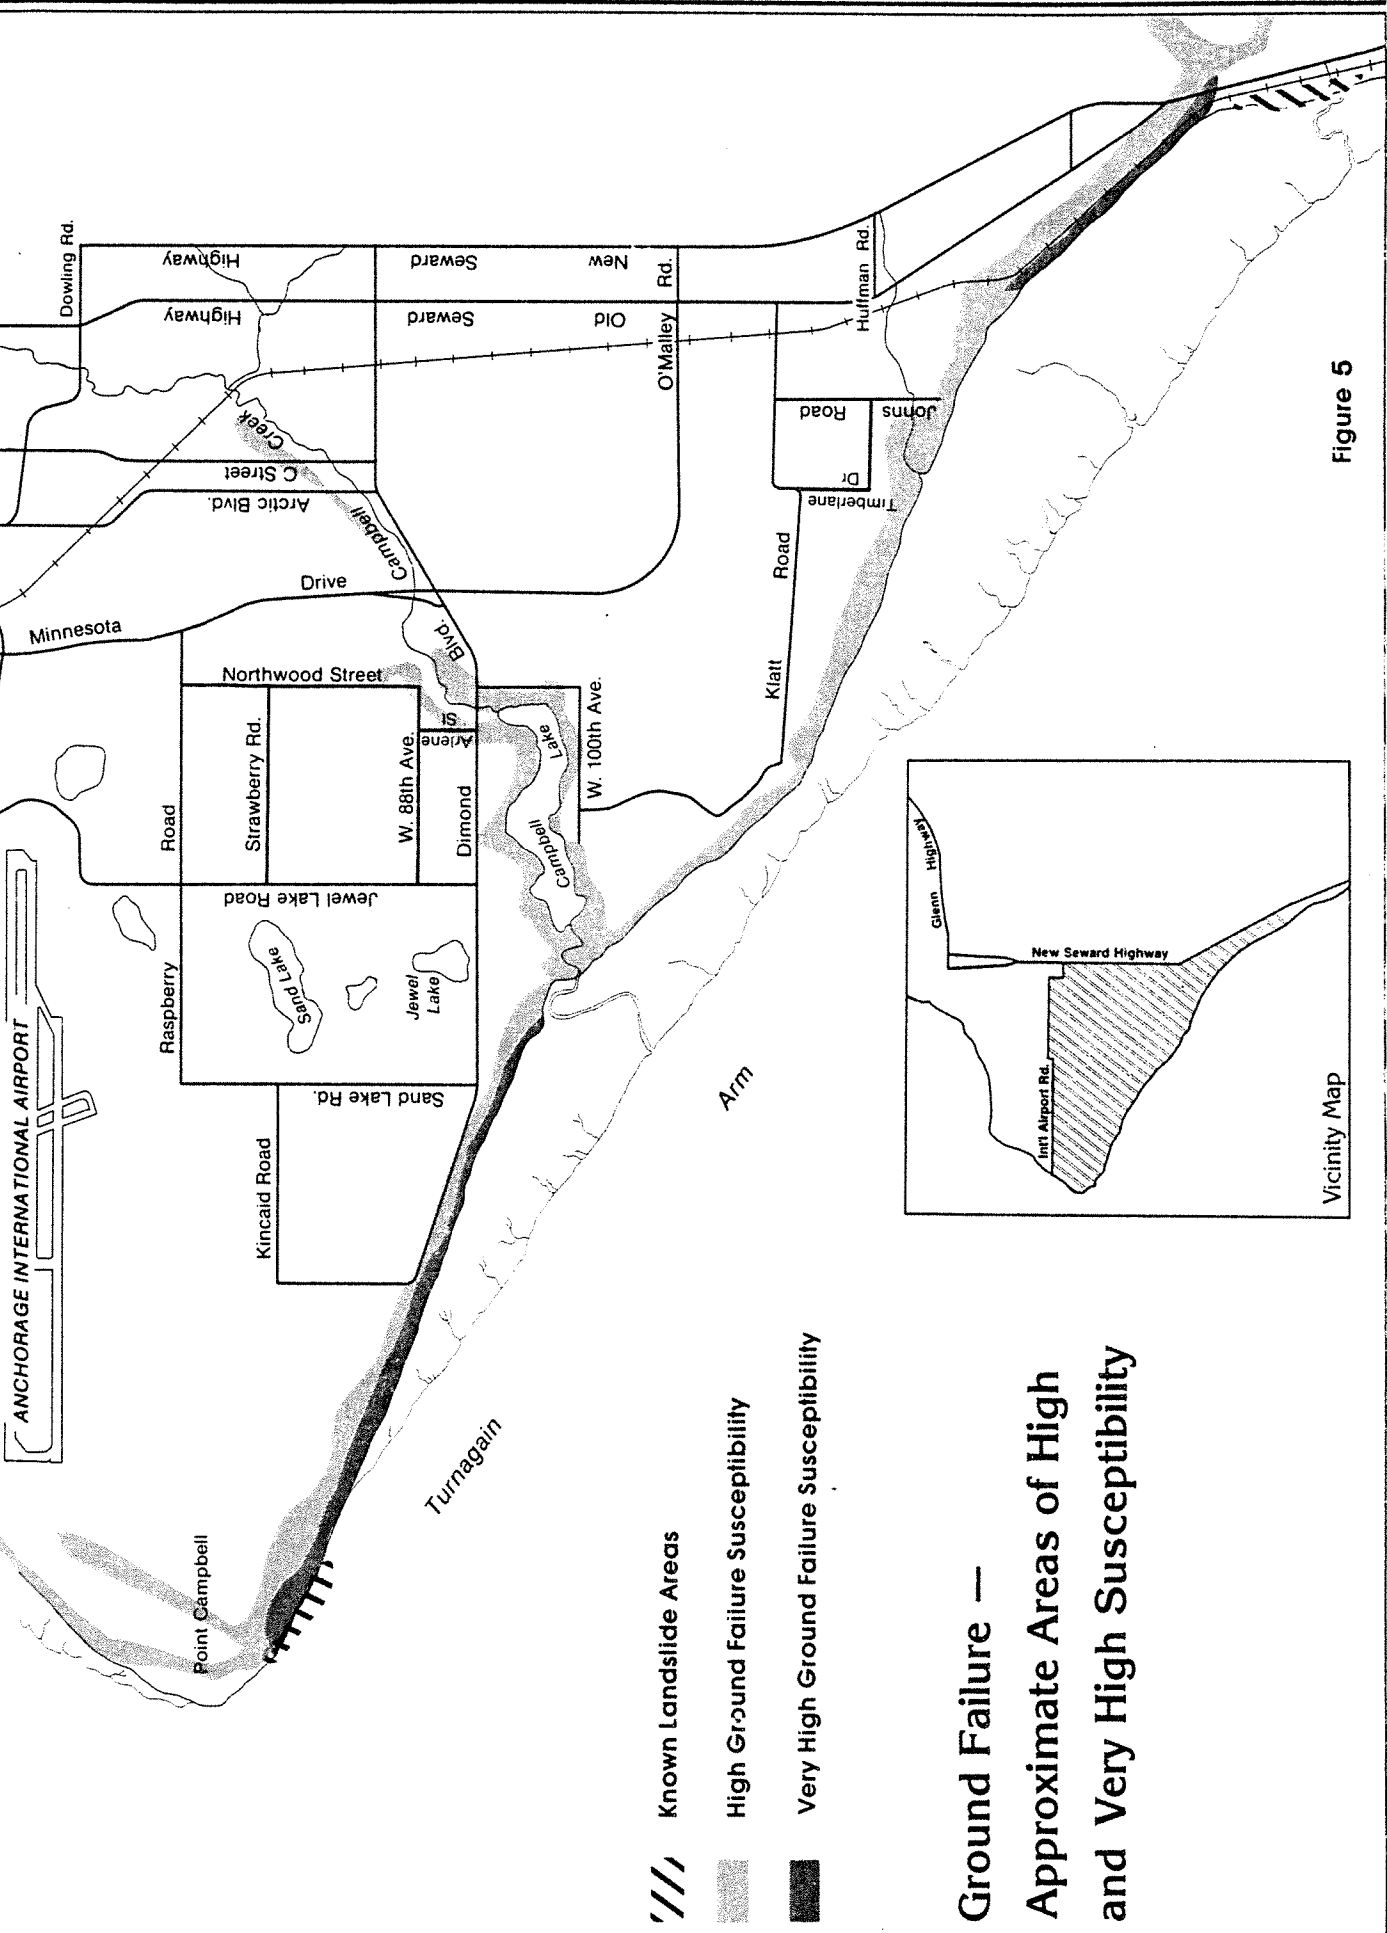 ANCHORAGE INTERNATIONAL AIRPORT
Point Campbell
Turnagain
Arm
Kincaid Road
Sand Lake Rd.
Raspberry
Road
Sand Lake
Jewel
Lake
Jewel Lake Road
Strawberry Rd.
W. 88th Ave.
Arlene
St
Dimond
Blvd.
Northwood Street
Minnesota
Drive
Campbell
Lake
W. 100th Ave.
Campbell
Creek
Arctic Blvd.
C Street
Dowling Rd.
Old
Seward
Highway
New
Seward
Highway
O'Malley
Rd.
Klatt
Road
Timberlane
Dr
Johns
Road
Huffman Rd.
Known Landslide Areas
High Ground Failure Susceptibility
Very High Ground Failure Susceptibility
Ground Failure —
Approximate Areas of High
and Very High Susceptibility
Glenn Highway
New Seward Highway
Int'l Airport Rd.
Vicinity Map
Figure 5